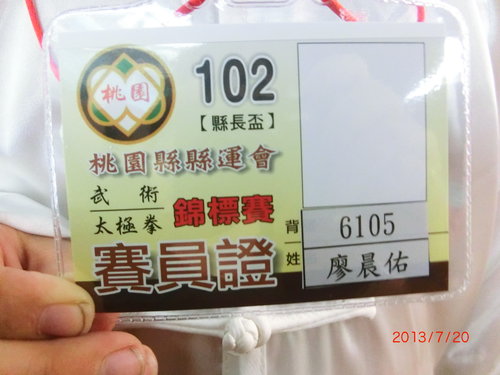 桃園
102
【縣長盃】
桃園縣縣運會
武術
太極拳
錦標賽
賽員證
背 6105
姓 廖晨佑
2013/7/20